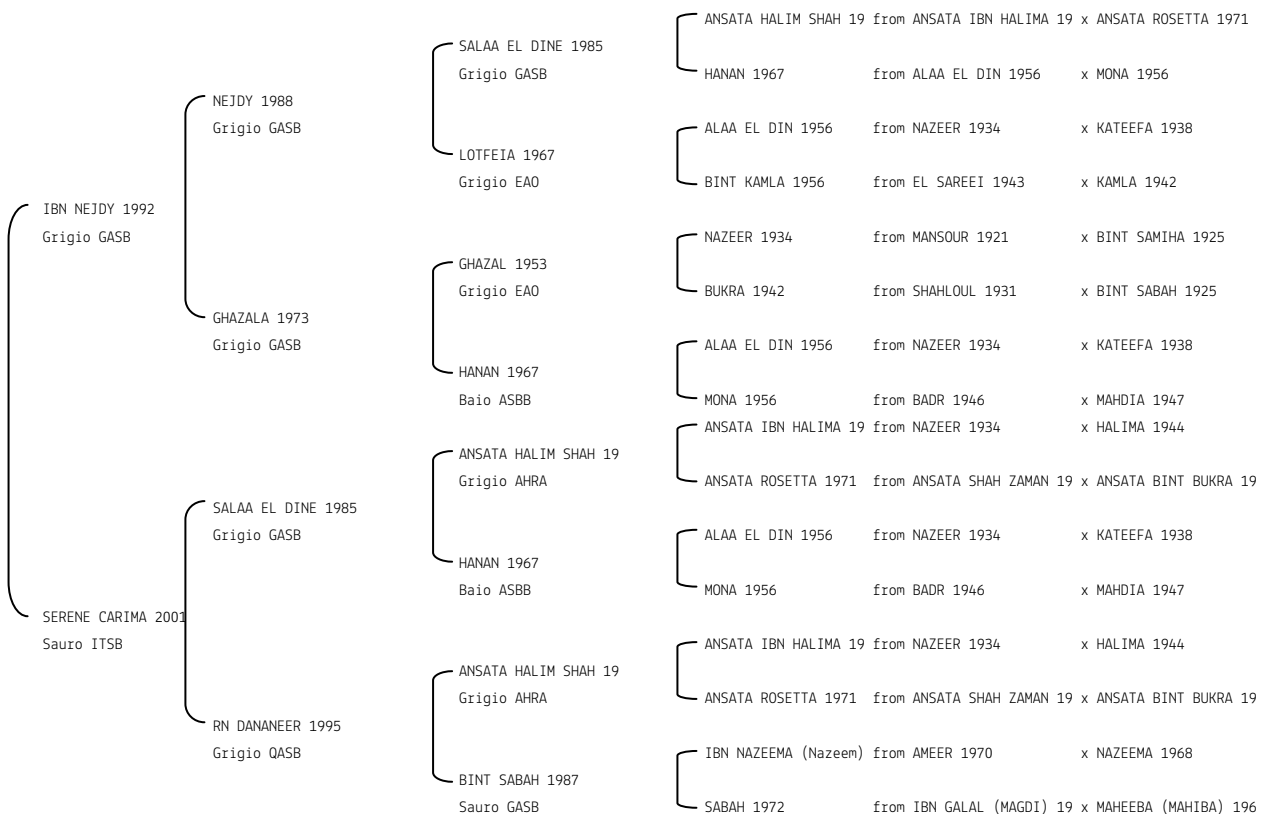 ANSATA HALIM SHAH 19 from ANSATA IBN HALIMA 19 x ANSATA ROSETTA 1971
SALAA EL DINE 1985
Grigio GASB
HANAN 1967 from ALAA EL DIN 1956 x MONA 1956
NEJDY 1988
Grigio GASB
ALAA EL DIN 1956 from NAZEER 1934 x KATEEFA 1938
LOTFEIA 1967
Grigio EAO
BINT KAMLA 1956 from EL SAREEI 1943 x KAMLA 1942
IBN NEJDY 1992
Grigio GASB
NAZEER 1934 from MANSOUR 1921 x BINT SAMIHA 1925
GHAZAL 1953
Grigio EAO
BUKRA 1942 from SHAHLOUL 1931 x BINT SABAH 1925
GHAZALA 1973
Grigio GASB
ALAA EL DIN 1956 from NAZEER 1934 x KATEEFA 1938
HANAN 1967
Baio ASBB
MONA 1956 from BADR 1946 x MAHDIA 1947
ANSATA IBN HALIMA 19 from NAZEER 1934 x HALIMA 1944
ANSATA HALIM SHAH 19
Grigio AHRA
ANSATA ROSETTA 1971 from ANSATA SHAH ZAMAN 19 x ANSATA BINT BUKRA 19
SALAA EL DINE 1985
Grigio GASB
ALAA EL DIN 1956 from NAZEER 1934 x KATEEFA 1938
HANAN 1967
Baio ASBB
MONA 1956 from BADR 1946 x MAHDIA 1947
SERENE CARIMA 2001
Sauro ITSB
ANSATA IBN HALIMA 19 from NAZEER 1934 x HALIMA 1944
ANSATA HALIM SHAH 19
Grigio AHRA
ANSATA ROSETTA 1971 from ANSATA SHAH ZAMAN 19 x ANSATA BINT BUKRA 19
RN DANANEER 1995
Grigio QASB
IBN NAZEEMA (Nazeem) from AMEER 1970 x NAZEEMA 1968
BINT SABAH 1987
Sauro GASB
SABAH 1972 from IBN GALAL (MAGDI) 19 x MAHEEBA (MAHIBA) 196